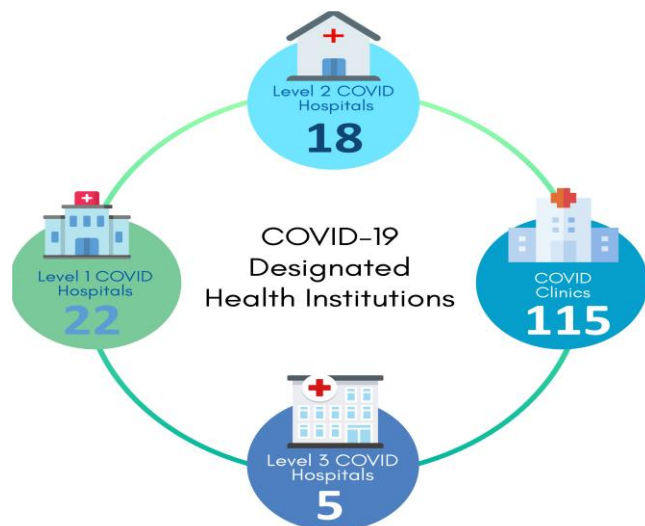 Level 2 COVID
Hospitals
18
Level 1 COVID
Hospitals
22
COVID-19
Designated
Health Institutions
COVID
Clinics
115
Level 3 COVID
Hospitals
5